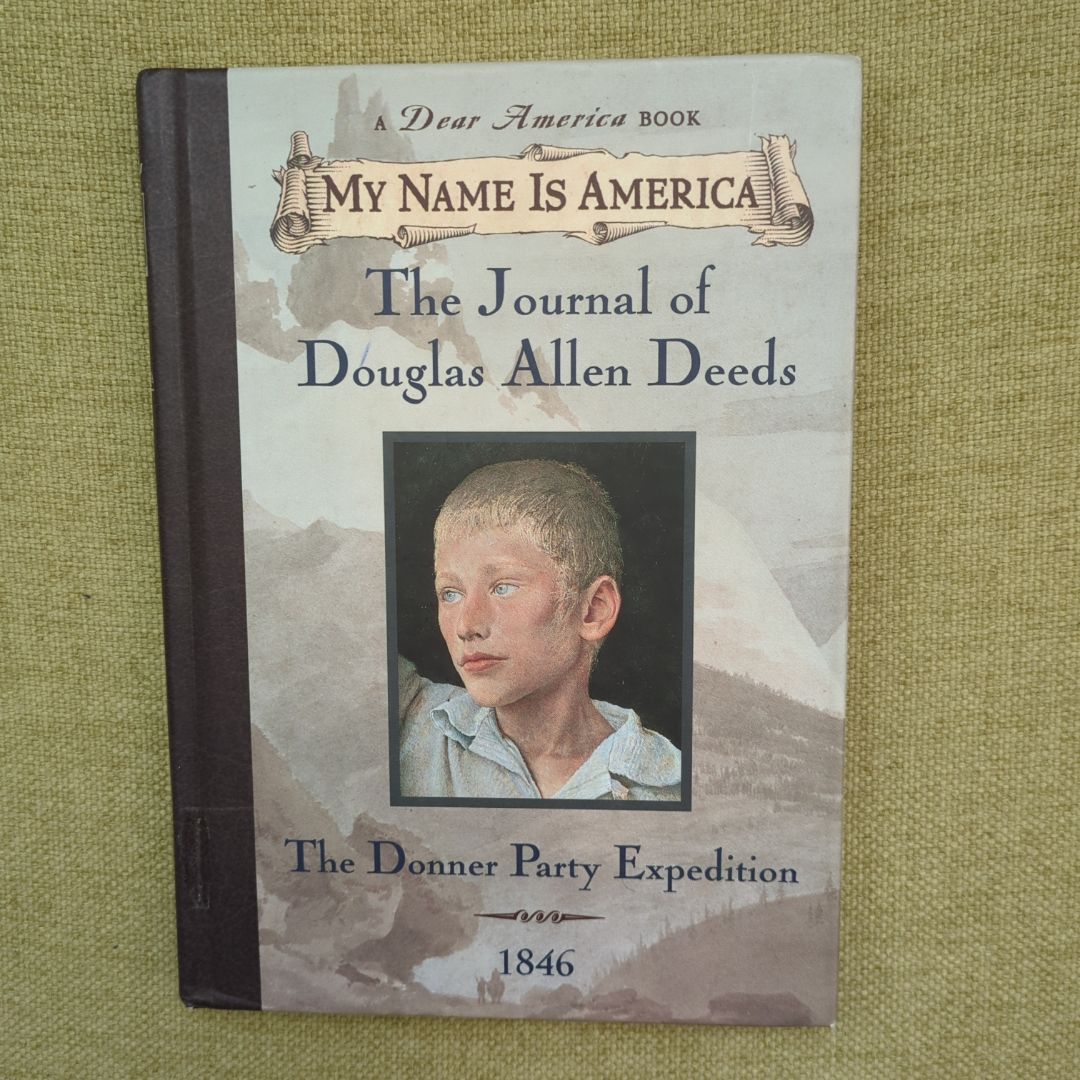 A Dear America BOOK
MY NAME IS AMERICA
The Journal of
Douglas Allen Deeds
The Donner Party Expedition
1846